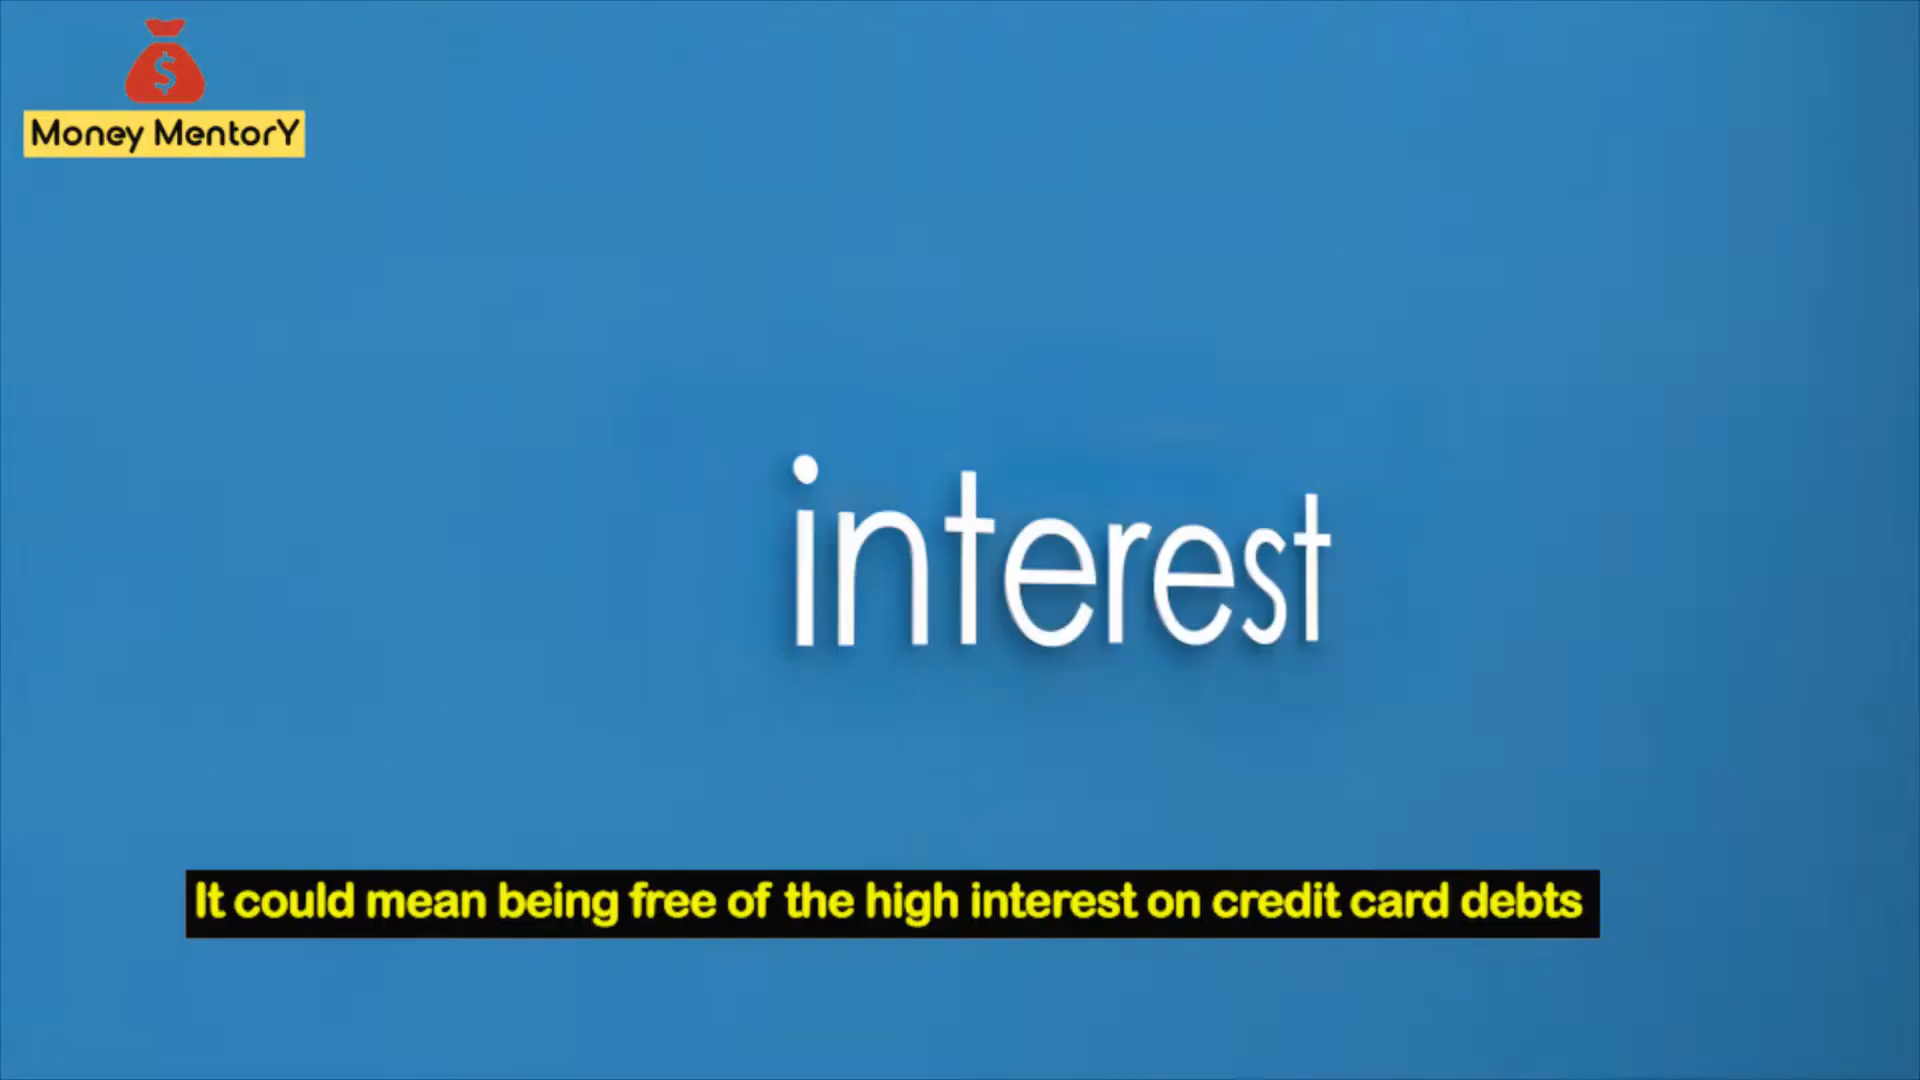 $
Money MentorY
interest
It could mean being free of the high interest on credit card debts